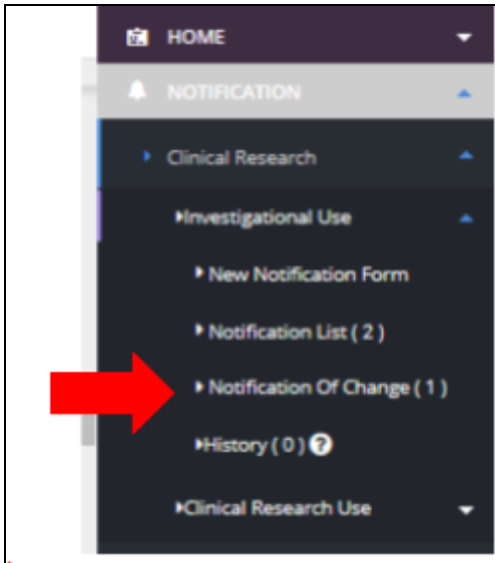 HOME
NOTIFICATION
Clinical Research
Investigational Use
New Notification Form
Notification List ( 2 )
Notification Of Change ( 1 )
History ( 0 ) ?
Clinical Research Use